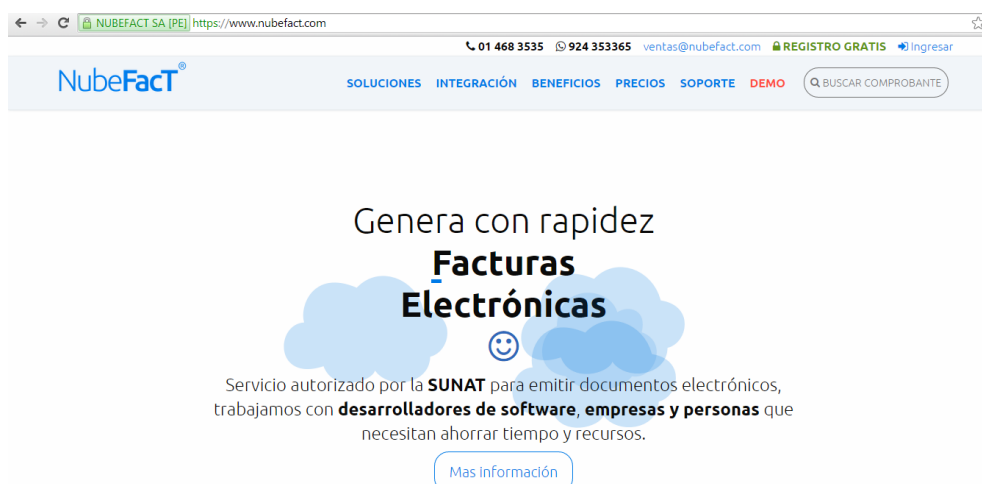 NUBEFACT SA [PE] https://www.nubefact.com
01 468 3535 924 353365 ventas@nubefact.com REGISTRO GRATIS Ingresar
NubeFacT®
SOLUCIONES INTEGRACIÓN BENEFICIOS PRECIOS SOPORTE DEMO BUSCAR COMPROBANTE
Genera con rapidez
Facturas
Electrónicas
Servicio autorizado por la SUNAT para emitir documentos electrónicos,
trabajamos con desarrolladores de software, empresas y personas que
necesitan ahorrar tiempo y recursos.
Mas información